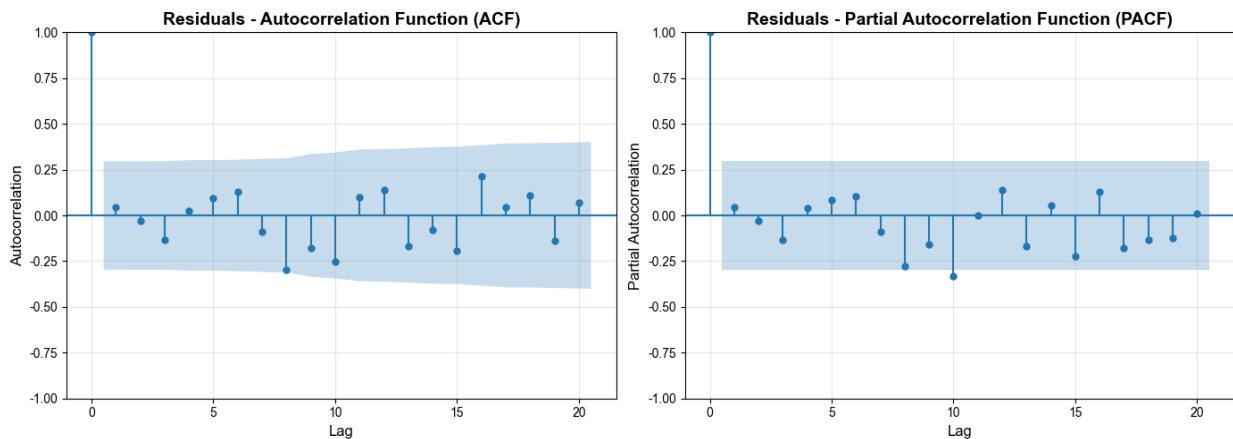 Residuals - Autocorrelation Function (ACF)
1.00
0.75
0.50
0.25
0.00
-0.25
-0.50
-0.75
-1.00
Autocorrelation
0 5 10 15 20
Lag
Residuals - Partial Autocorrelation Function (PACF)
1.00
0.75
0.50
0.25
0.00
-0.25
-0.50
-0.75
-1.00
Partial Autocorrelation
0 5 10 15 20
Lag